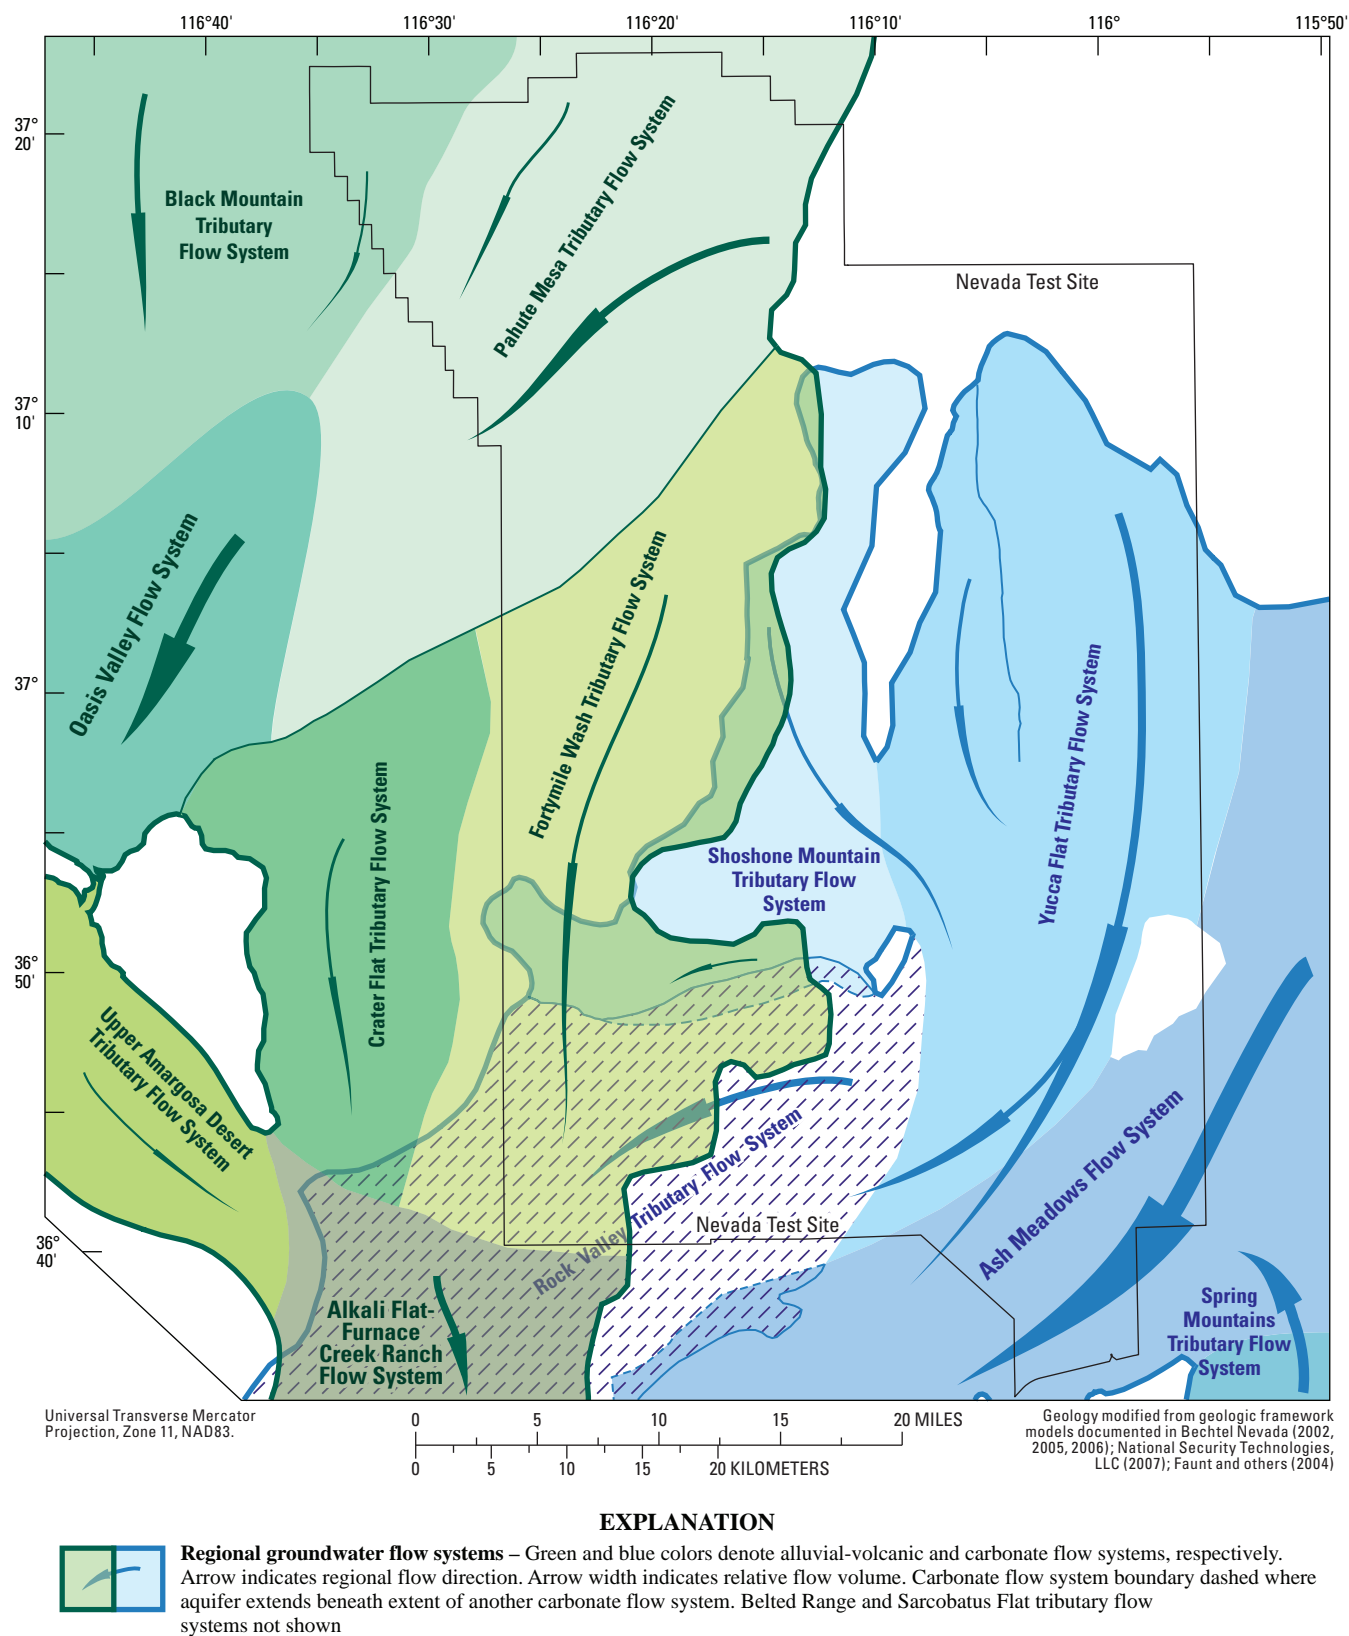 116°40'
116°30'
116°20'
116°10'
116°
115°50'
37°
20'
37°
10'
37°
36°
50'
36°
40'
Black Mountain
Tributary
Flow System
Pahute Mesa Tributary Flow System
Nevada Test Site
Oasis Valley Flow System
Fortymile Wash Tributary Flow System
Yucca Flat Tributary Flow System
Crater Flat Tributary Flow System
Shoshone Mountain
Tributary Flow
System
Upper Amargosa Desert
Tributary Flow System
Rock Valley Tributary Flow System
Nevada Test Site
Ash Meadows Flow System
Alkali Flat-
Furnace
Creek Ranch
Flow System
Spring
Mountains
Tributary Flow
System
Universal Transverse Mercator
Projection, Zone 11, NAD83.
0 5 10 15 20 MILES
0 5 10 15 20 KILOMETERS
Geology modified from geologic framework
models documented in Bechtel Nevada (2002,
2005, 2006); National Security Technologies,
LLC (2007); Faunt and others (2004)
EXPLANATION
Regional groundwater flow systems – Green and blue colors denote alluvial-volcanic and carbonate flow systems, respectively.
Arrow indicates regional flow direction. Arrow width indicates relative flow volume. Carbonate flow system boundary dashed where
aquifer extends beneath extent of another carbonate flow system. Belted Range and Sarcobatus Flat tributary flow
systems not shown